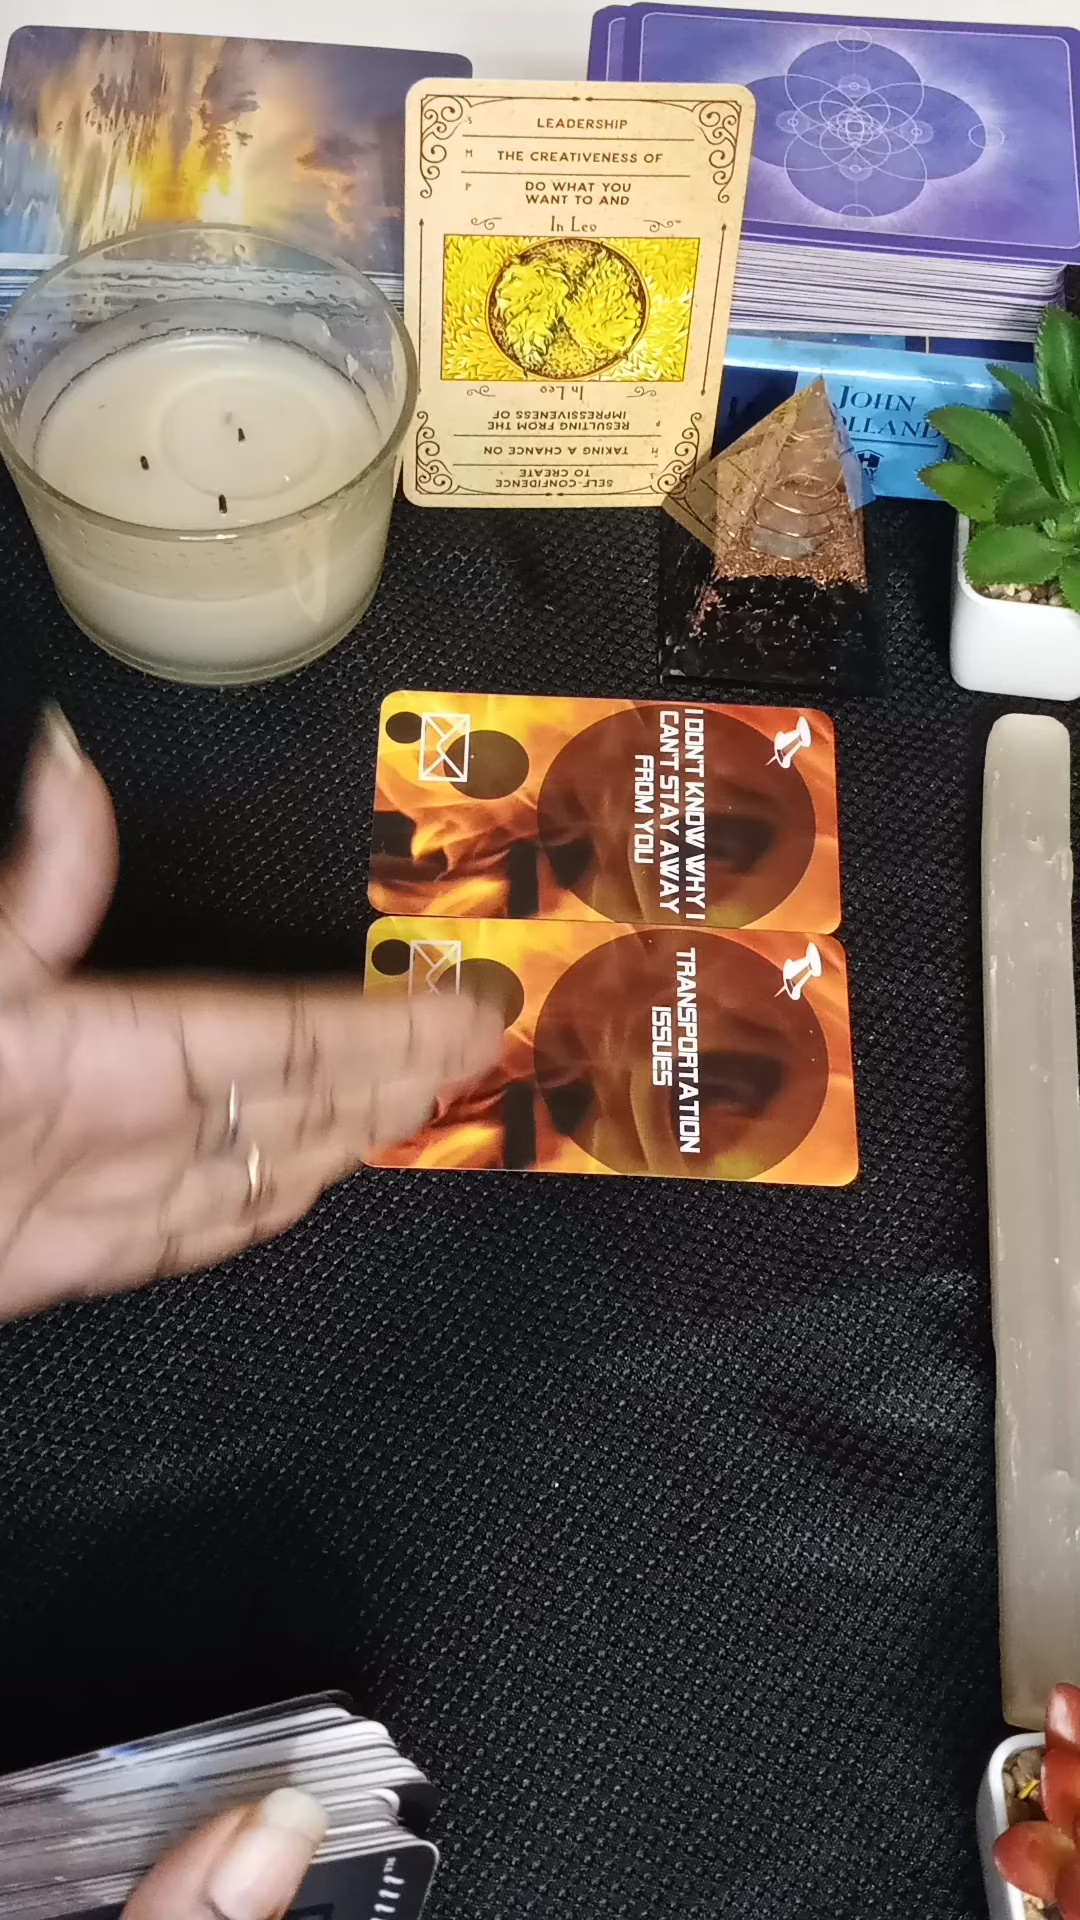 LEADERSHIP
THE CREATIVENESS OF
DO WHAT YOU
WANT TO AND
In Leo
In Leo
RESULTING FROM THE
IMPRESSIVENESS OF
TAKING A CHANCE ON
SELF-CONFIDENCE
TO CREATE
S
M
P
P
H
JOHN
OLLAND
I DON'T KNOW WHY I
CAN'T STAY AWAY
FROM YOU
TRANSPORTATION
ISSUES